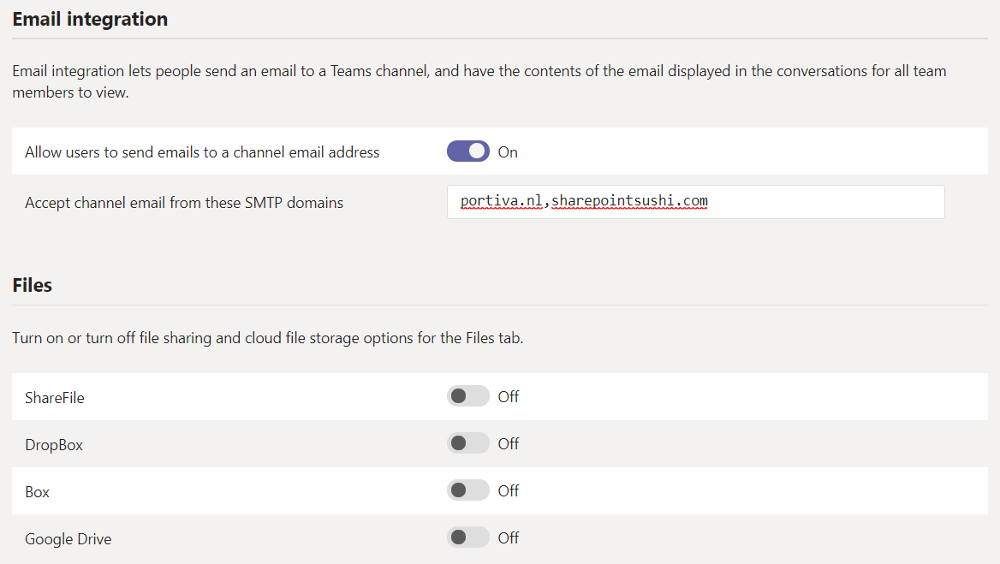 Email integration
Email integration lets people send an email to a Teams channel, and have the contents of the email displayed in the conversations for all team
members to view.
Allow users to send emails to a channel email address On
Accept channel email from these SMTP domains portiva.nl,sharepointsushi.com
Files
Turn on or turn off file sharing and cloud file storage options for the Files tab.
ShareFile Off
DropBox Off
Box Off
Google Drive Off